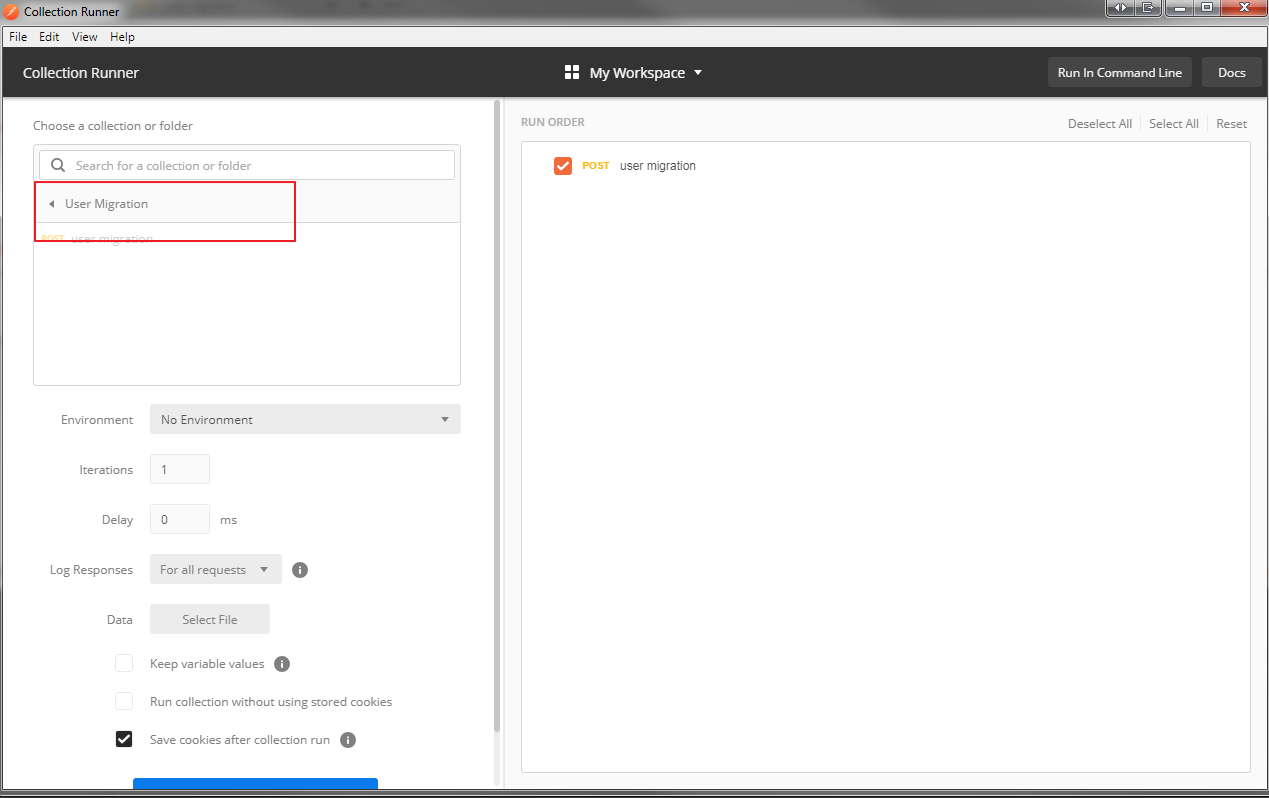 Collection Runner
File Edit View Help
Collection Runner
My Workspace
Run In Command Line
Docs
Choose a collection or folder
Search for a collection or folder
User Migration
POST user migration
Environment No Environment
Iterations 1
Delay 0 ms
Log Responses For all requests
Data Select File
Keep variable values
Run collection without using stored cookies
Save cookies after collection run
RUN ORDER
Deselect All Select All Reset
POST user migration